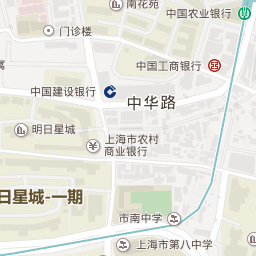 南花苑
中国农业银行
门诊楼
寓
中国工商银行
中国建设银行
中华路
明日星城
上海市农村
商业银行
日星城-一期
市南中学
上海市第八中学